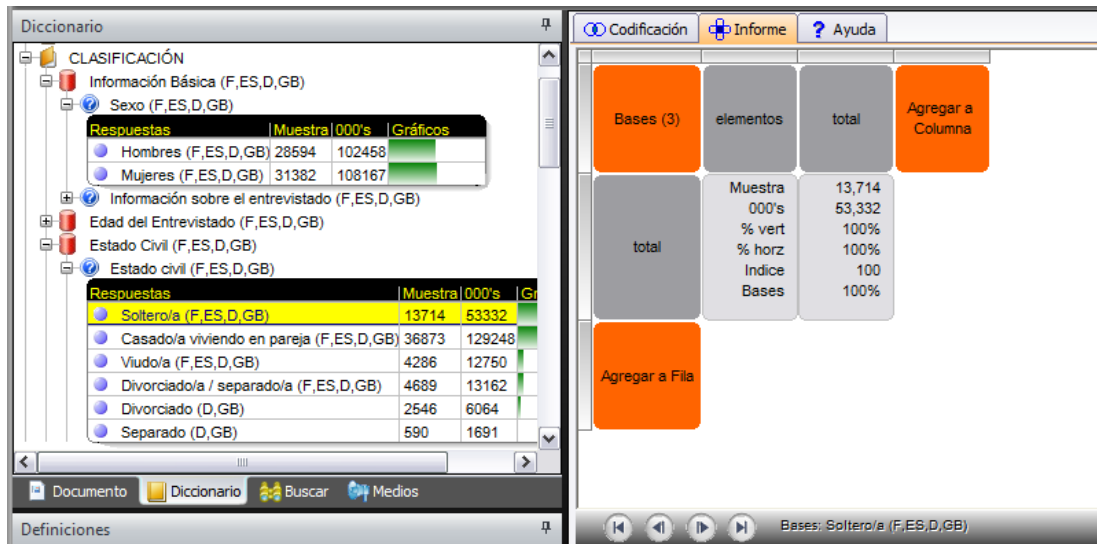 Diccionario
CLASIFICACIÓN
Información Básica (F,ES,D,GB)
Sexo (F,ES,D,GB)
Respuestas Muestra 000's Gráficos
Hombres (F,ES,D,GB) 28594 102458
Mujeres (F,ES,D,GB) 31382 108167
Información sobre el entrevistado (F,ES,D,GB)
Edad del Entrevistado (F,ES,D,GB)
Estado Civil (F,ES,D,GB)
Estado civil (F,ES,D,GB)
Respuestas Muestra 000's Gr
Soltero/a (F,ES,D,GB) 13714 53332
Casado/a viviendo en pareja (F,ES,D,GB) 36873 129248
Viudo/a (F,ES,D,GB) 4286 12750
Divorciado/a / separado/a (F,ES,D,GB) 4689 13162
Divorciado (D,GB) 2546 6064
Separado (D,GB) 590 1691
Documento Diccionario Buscar Medios
Definiciones
Codificación Informe ? Ayuda
Bases (3) elementos total Agregar a
Columna
total
Muestra 13,714
000's 53,332
% vert 100%
% horz 100%
Indice 100
Bases 100%
Agregar a Fila
Bases: Soltero/a (F,ES,D,GB)